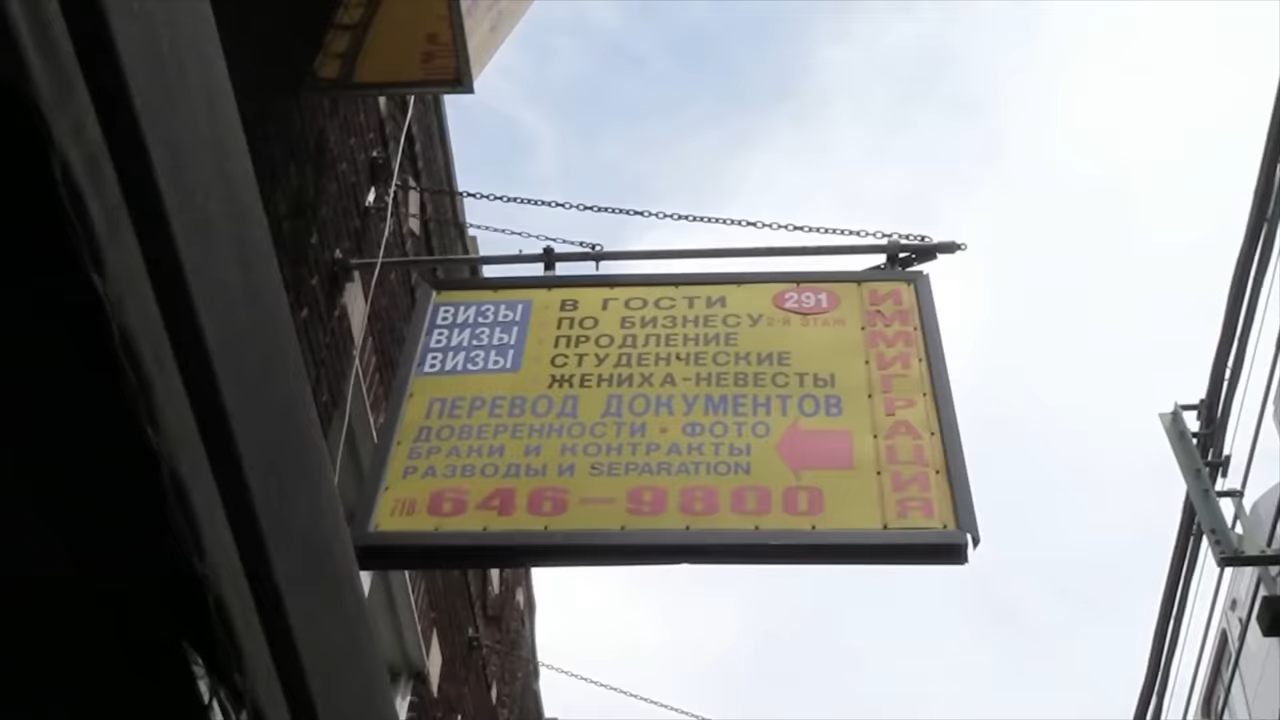 ВИЗЫ
ВИЗЫ
ВИЗЫ
В ГОСТИ
ПО БИЗНЕСУ
ПРОДЛЕНИЕ
СТУДЕНЧЕСКИЕ
ЖЕНИХА-НЕВЕСТЫ
291
2-Й ЭТАЖ
ПЕРЕВОД ДОКУМЕНТОВ
ДОВЕРЕННОСТИ • ФОТО
БРАКИ И КОНТРАКТЫ
РАЗВОДЫ И SEPARATION
718 646-9800
ИММИГРАЦИЯ